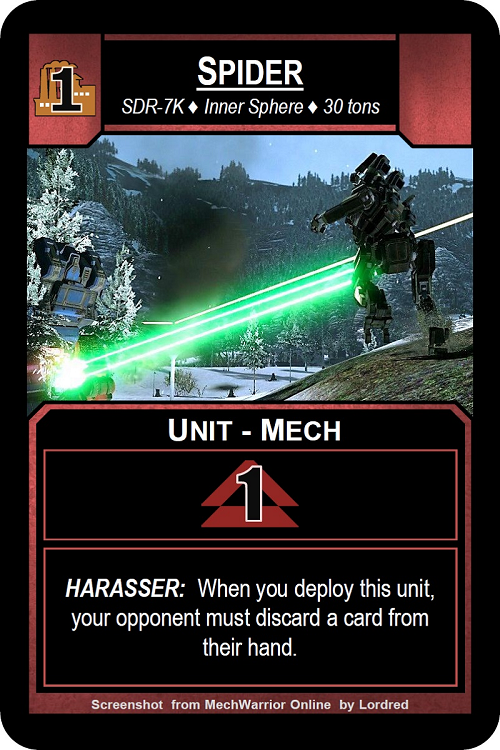 1
SPIDER
SDR-7K ♦ Inner Sphere ♦ 30 tons
UNIT - MECH
1
HARASSER: When you deploy this unit,
your opponent must discard a card from
their hand.
Screenshot from MechWarrior Online by Lordred